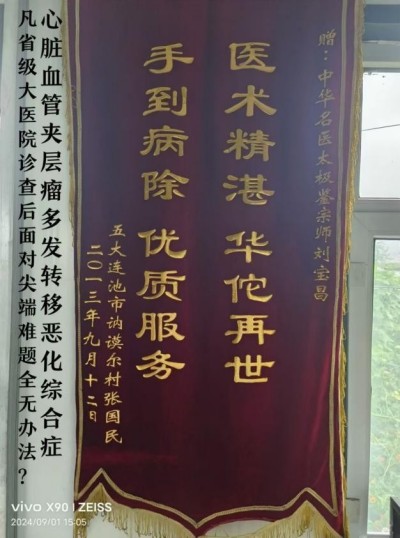 凡省级大医院诊查后面对尖端难题全无办法？
心脏血管夹层瘤多发转移恶化综合症
赠：中华名医太极鍪宗师刘宝昌
医术精湛 华佗再世
手到病除 优质服务
五大连池市讷谟尔村张国民
二〇一三年九月十二日
vivo X90 | ZEISS
2024/09/01 15:05